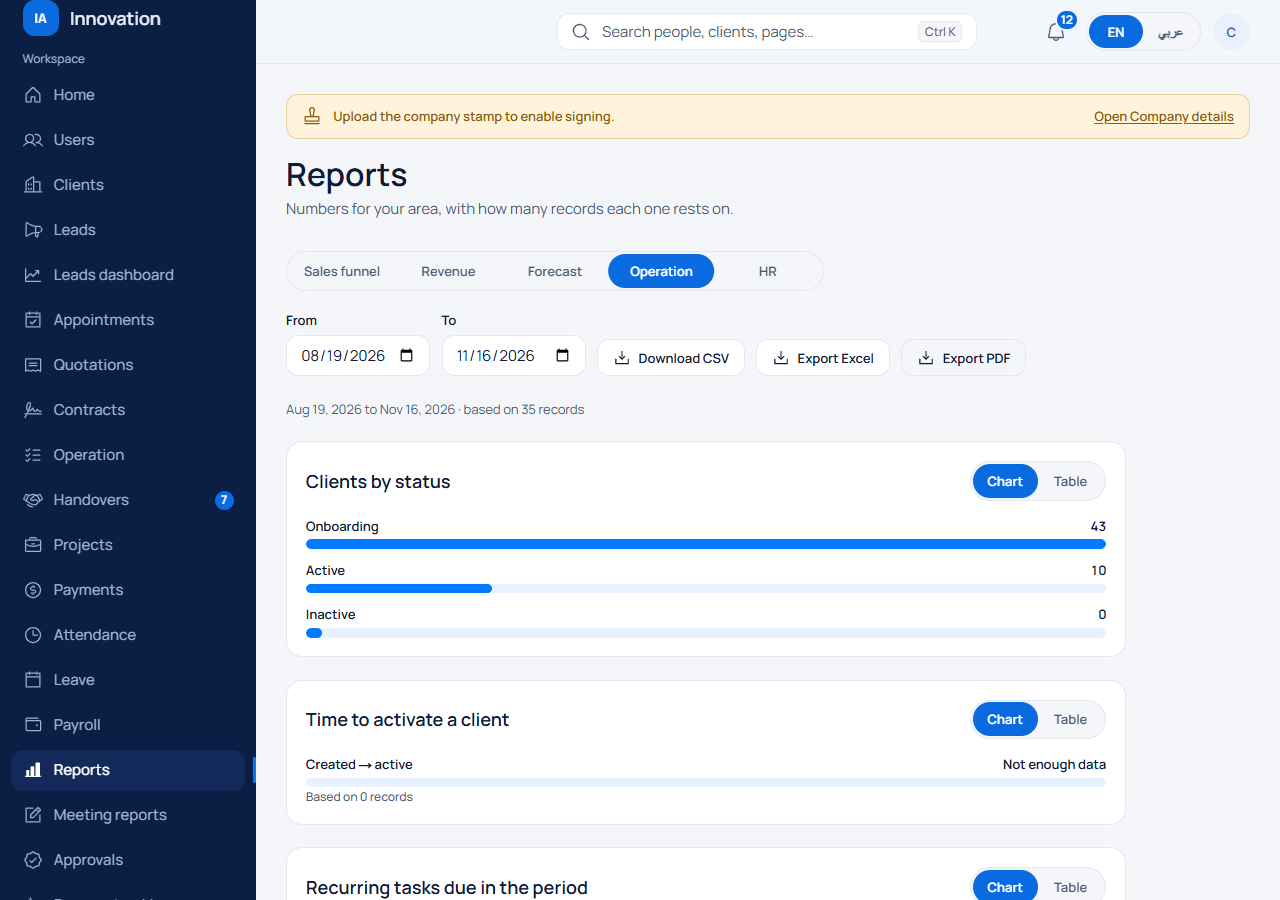 IA Innovation
Search people, clients, pages... Ctrl K
12
EN عربي
C
Workspace
Home
Users
Clients
Leads
Leads dashboard
Appointments
Quotations
Contracts
Operation
Handovers 7
Projects
Payments
Attendance
Leave
Payroll
Reports
Meeting reports
Approvals
Upload the company stamp to enable signing. Open Company details
Reports
Numbers for your area, with how many records each one rests on.
Sales funnel Revenue Forecast Operation HR
From To
08/19/2026 11/16/2026 Download CSV Export Excel Export PDF
Aug 19, 2026 to Nov 16, 2026 · based on 35 records
Clients by status Chart Table
Onboarding 43
Active 10
Inactive 0
Time to activate a client Chart Table
Created → active Not enough data
Based on 0 records
Recurring tasks due in the period Chart Table